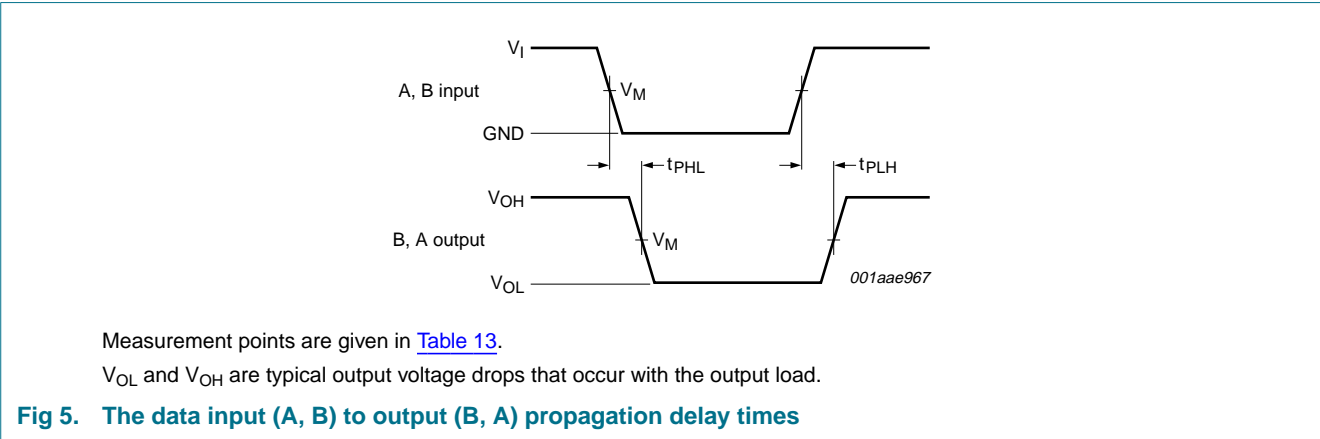 V_I
A, B input
V_M
GND
t_PHL
t_PLH
V_OH
B, A output
V_M
V_OL
001aae967
Measurement points are given in Table 13.
V_OL and V_OH are typical output voltage drops that occur with the output load.
Fig 5. The data input (A, B) to output (B, A) propagation delay times